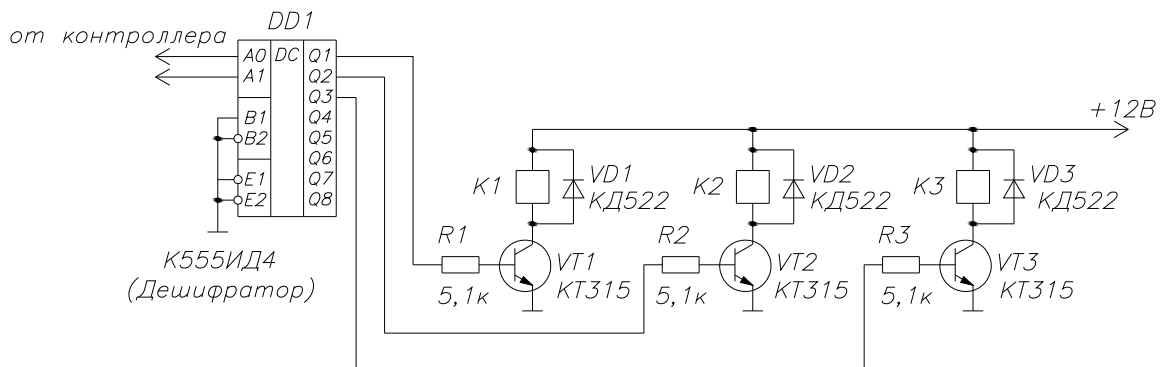 DD1
от контроллера
A0 DC Q1
A1 Q2
Q3
B1 Q4
B2 Q5
Q6
E1 Q7
E2 Q8
К555ИД4
(Дешифратор)
+12В
K1 VD1 КД522
K2 VD2 КД522
K3 VD3 КД522
R1 5,1к VT1 КТ315
R2 5,1к VT2 КТ315
R3 5,1к VT3 КТ315